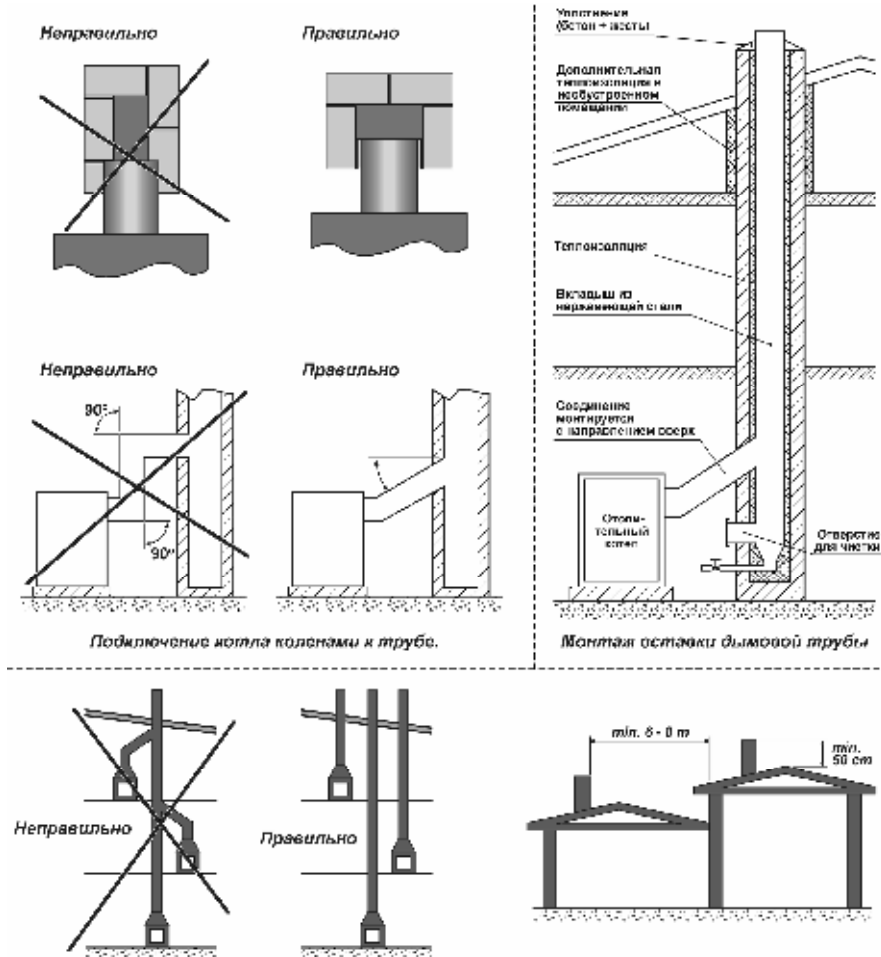 Неправильно
Правильно
Неправильно
Правильно
90°
90°
Подключение котла коленами к трубе.
Уплотнение
(бетон + жесть)
Дополнительная
теплоизоляция в
необустроенном
помещении
Теплоизоляция
Вкладыш из
нержавеющей стали
Соединение
монтируется
с направлением вверх
Отопи-
тельный
котел
Отверстие
для чистки
Монтаж вставки дымовой трубы
Неправильно
Правильно
min.
min.
50 cm